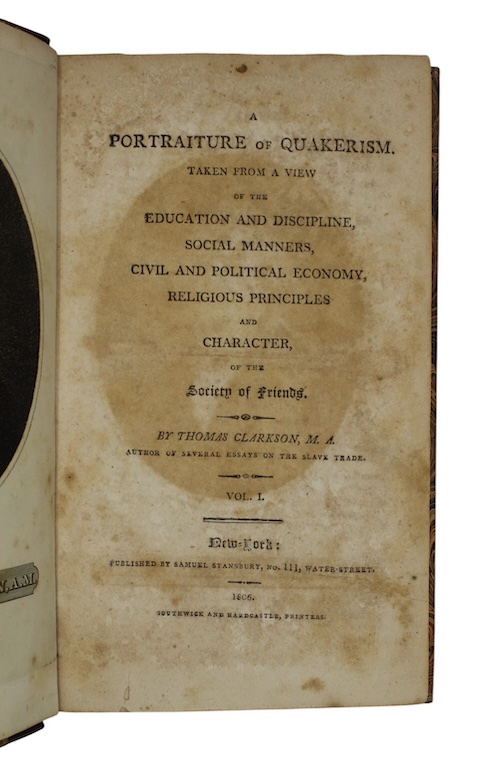 A
PORTRAITURE OF QUAKERISM.
TAKEN FROM A VIEW
OF THE
EDUCATION AND DISCIPLINE,
SOCIAL MANNERS,
CIVIL AND POLITICAL ECONOMY,
RELIGIOUS PRINCIPLES
AND
CHARACTER,
OF THE
Society of Friends.
BY THOMAS CLARKSON, M. A.
AUTHOR OF SEVERAL ESSAYS ON THE SLAVE TRADE.
VOL. I.
New-York:
PUBLISHED BY SAMUEL STANSBURY, NO. 111, WATER-STREET.
1806.
SOUTHWICK AND HARDCASTLE, PRINTERS.
A.M.